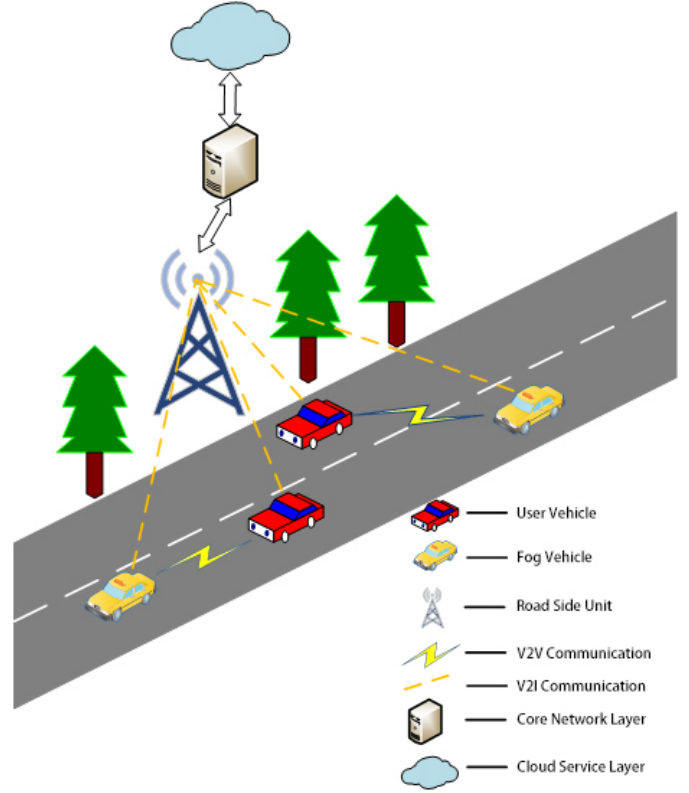 User Vehicle
Fog Vehicle
Road Side Unit
V2V Communication
V2I Communication
Core Network Layer
Cloud Service Layer